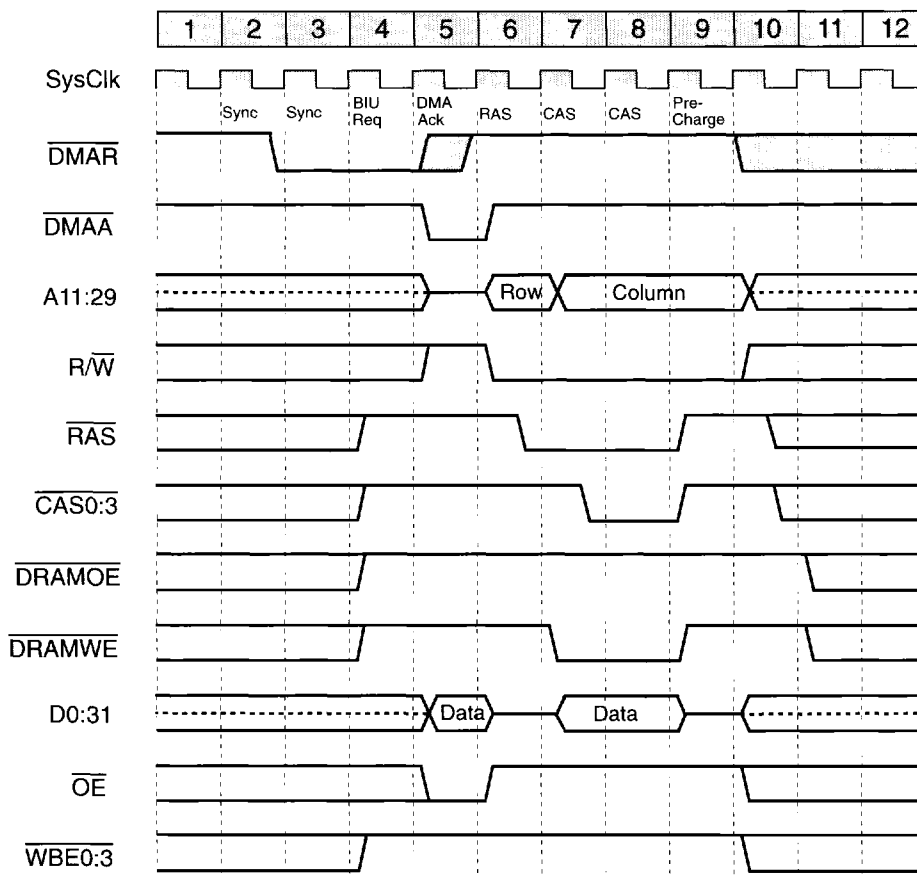 1 2 3 4 5 6 7 8 9 10 11 12
SysClk
Sync Sync BIU Req DMA Ack RAS CAS CAS Pre-Charge
DMAR
DMAA
A11:29 Row Column
R/W
RAS
CAS0:3
DRAMOE
DRAMWE
D0:31 Data Data
OE
WBE0:3